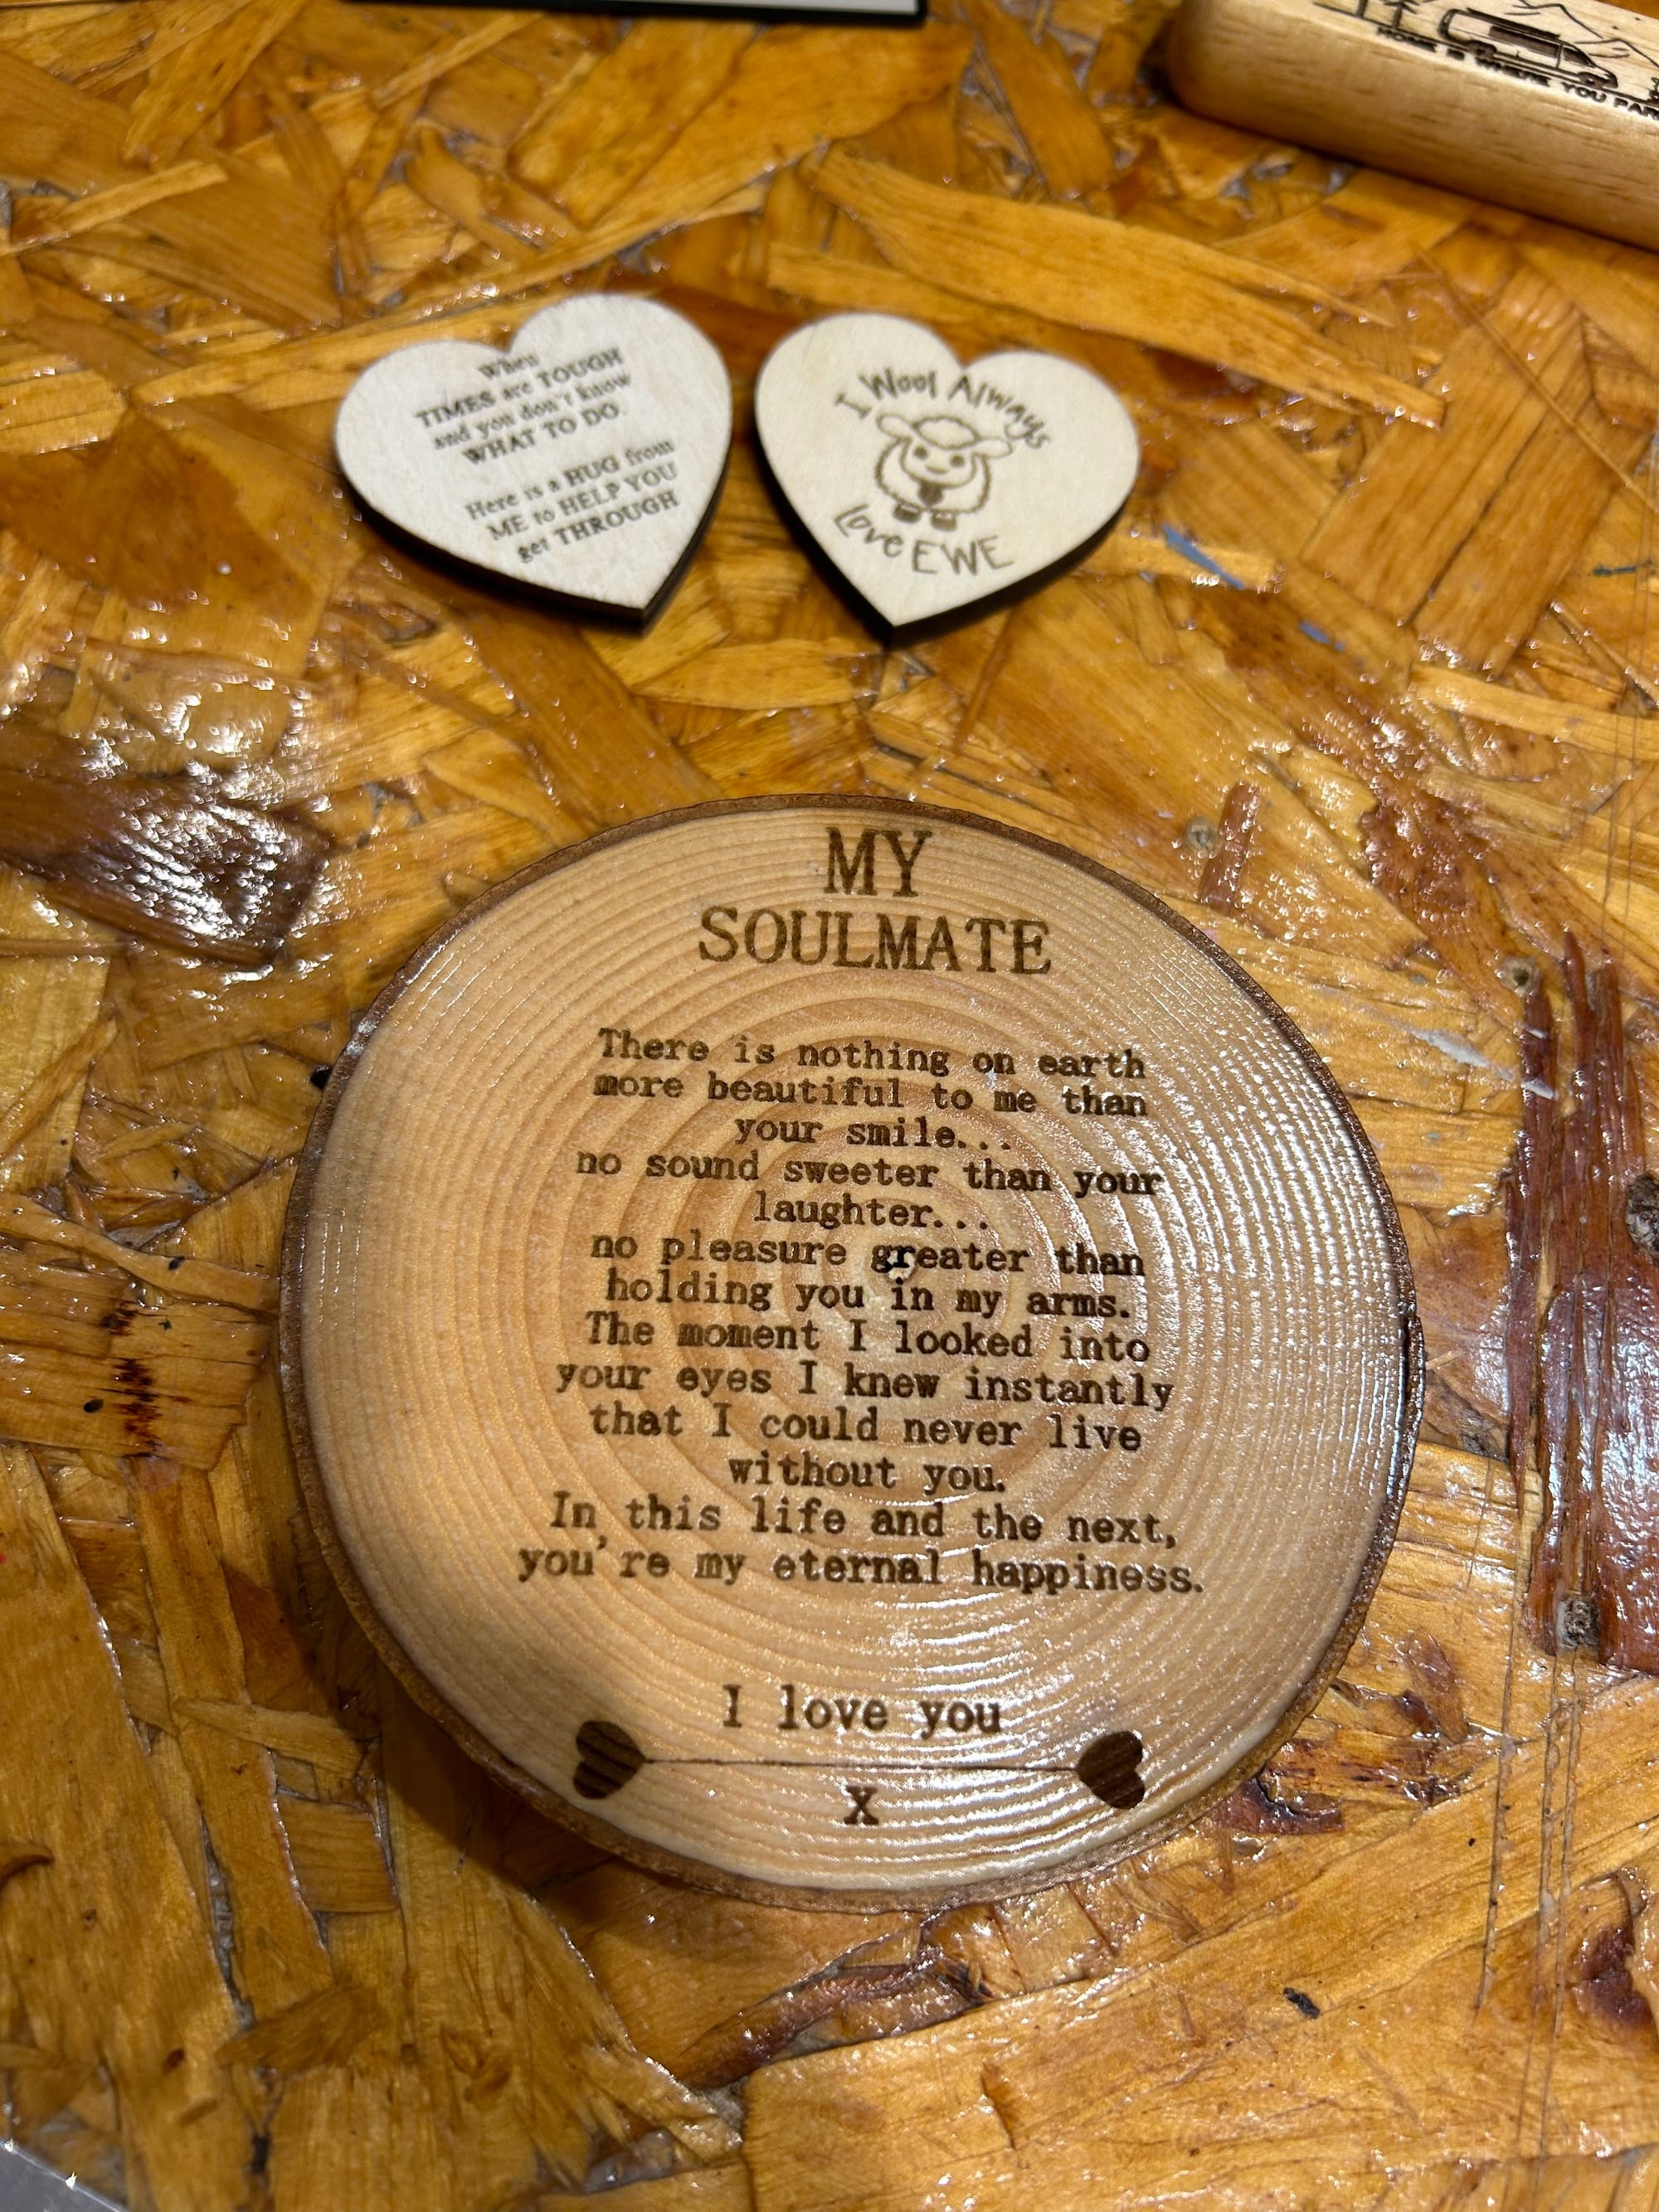 HOME IS WHERE YOU
When
TIMES are TOUGH
and you don't know
WHAT TO DO.
Here is a HUG from
ME to HELP YOU
get THROUGH
I Wool Always
Love EWE
MY
SOULMATE
There is nothing on earth
more beautiful to me than
your smile...
no sound sweeter than your
laughter...
no pleasure greater than
holding you in my arms.
The moment I looked into
your eyes I knew instantly
that I could never live
without you.
In this life and the next,
you're my eternal happiness.
I love you
X